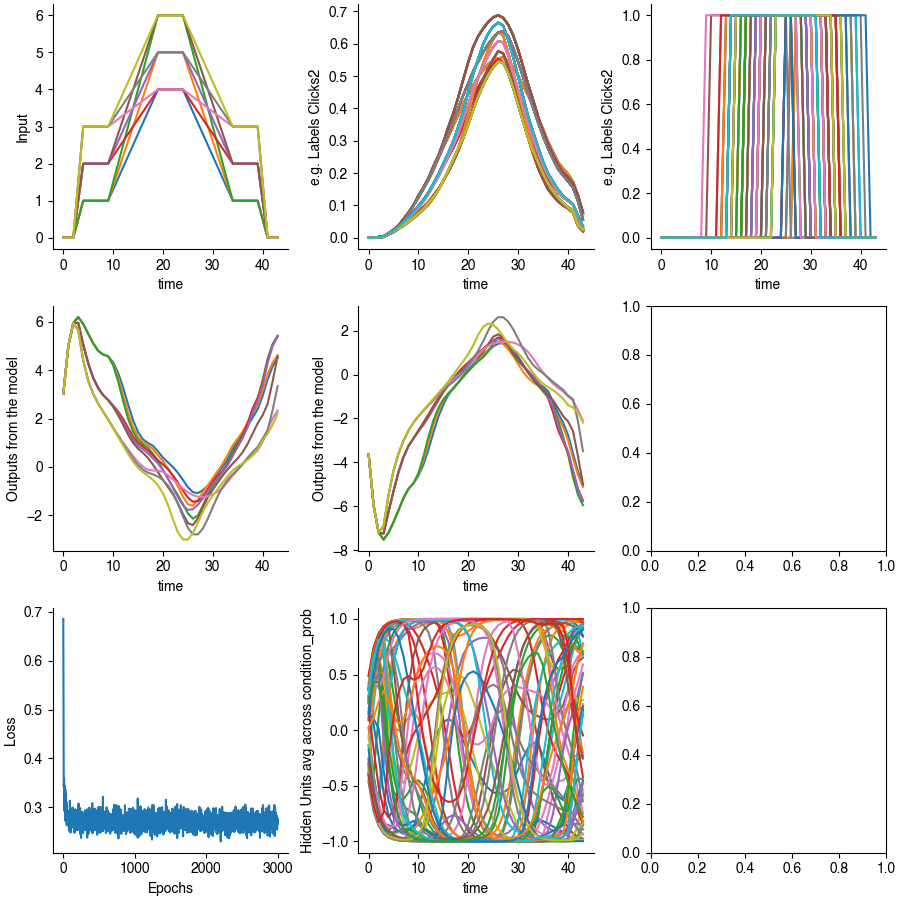 6
5
4
3
2
1
0
Input
0 10 20 30 40
time
0.7
0.6
0.5
0.4
0.3
0.2
0.1
0.0
e.g. Labels Clicks2
0 10 20 30 40
time
1.0
0.8
0.6
0.4
0.2
0.0
e.g. Labels Clicks2
0 10 20 30 40
time
6
4
2
0
−2
Outputs from the model
0 10 20 30 40
time
2
0
−2
−4
−6
−8
Outputs from the model
0 10 20 30 40
time
1.0
0.8
0.6
0.4
0.2
0.0
0.0 0.2 0.4 0.6 0.8 1.0
0.7
0.6
0.5
0.4
0.3
Loss
0 1000 2000 3000
Epochs
1.0
0.5
0.0
−0.5
−1.0
Hidden Units avg across condition_prob
0 10 20 30 40
time
1.0
0.8
0.6
0.4
0.2
0.0
0.0 0.2 0.4 0.6 0.8 1.0